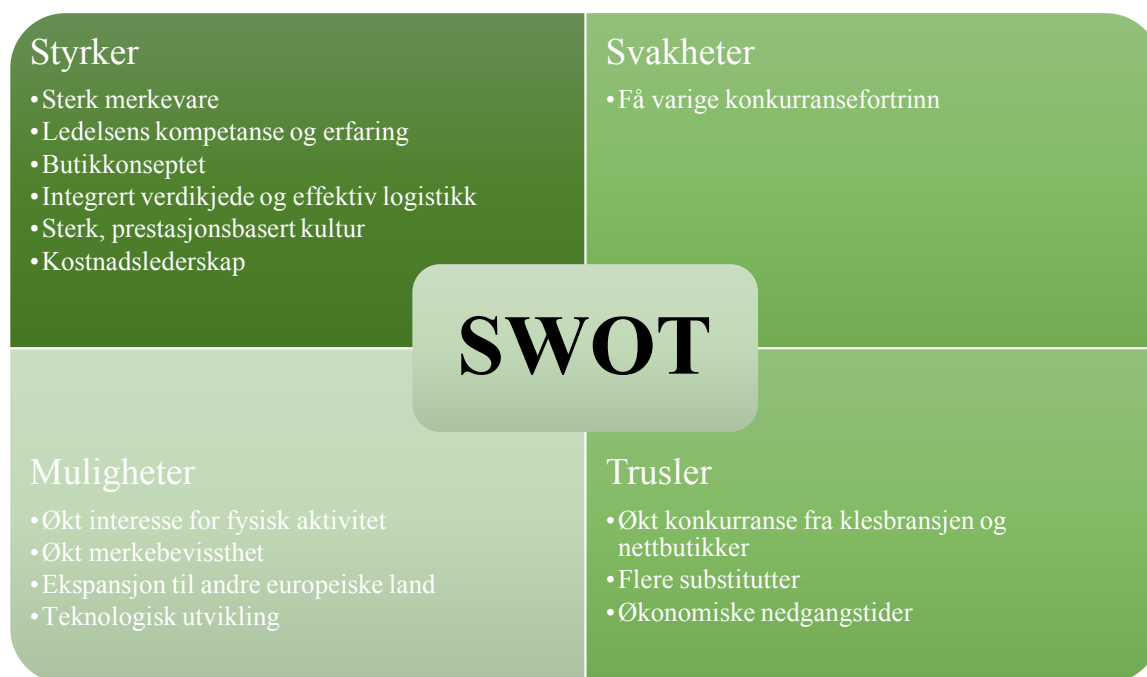 Styrker
•Sterk merkevare
•Ledelsens kompetanse og erfaring
•Butikkonseptet
•Integrert verdikjede og effektiv logistikk
•Sterk, prestasjonsbasert kultur
•Kostnadslederskap
Svakheter
•Få varige konkurransefortrinn
SWOT
Muligheter
•Økt interesse for fysisk aktivitet
•Økt merkebevissthet
•Ekspansjon til andre europeiske land
•Teknologisk utvikling
Trusler
•Økt konkurranse fra klesbransjen og
nettbutikker
•Flere substitutter
•Økonomiske nedgangstider